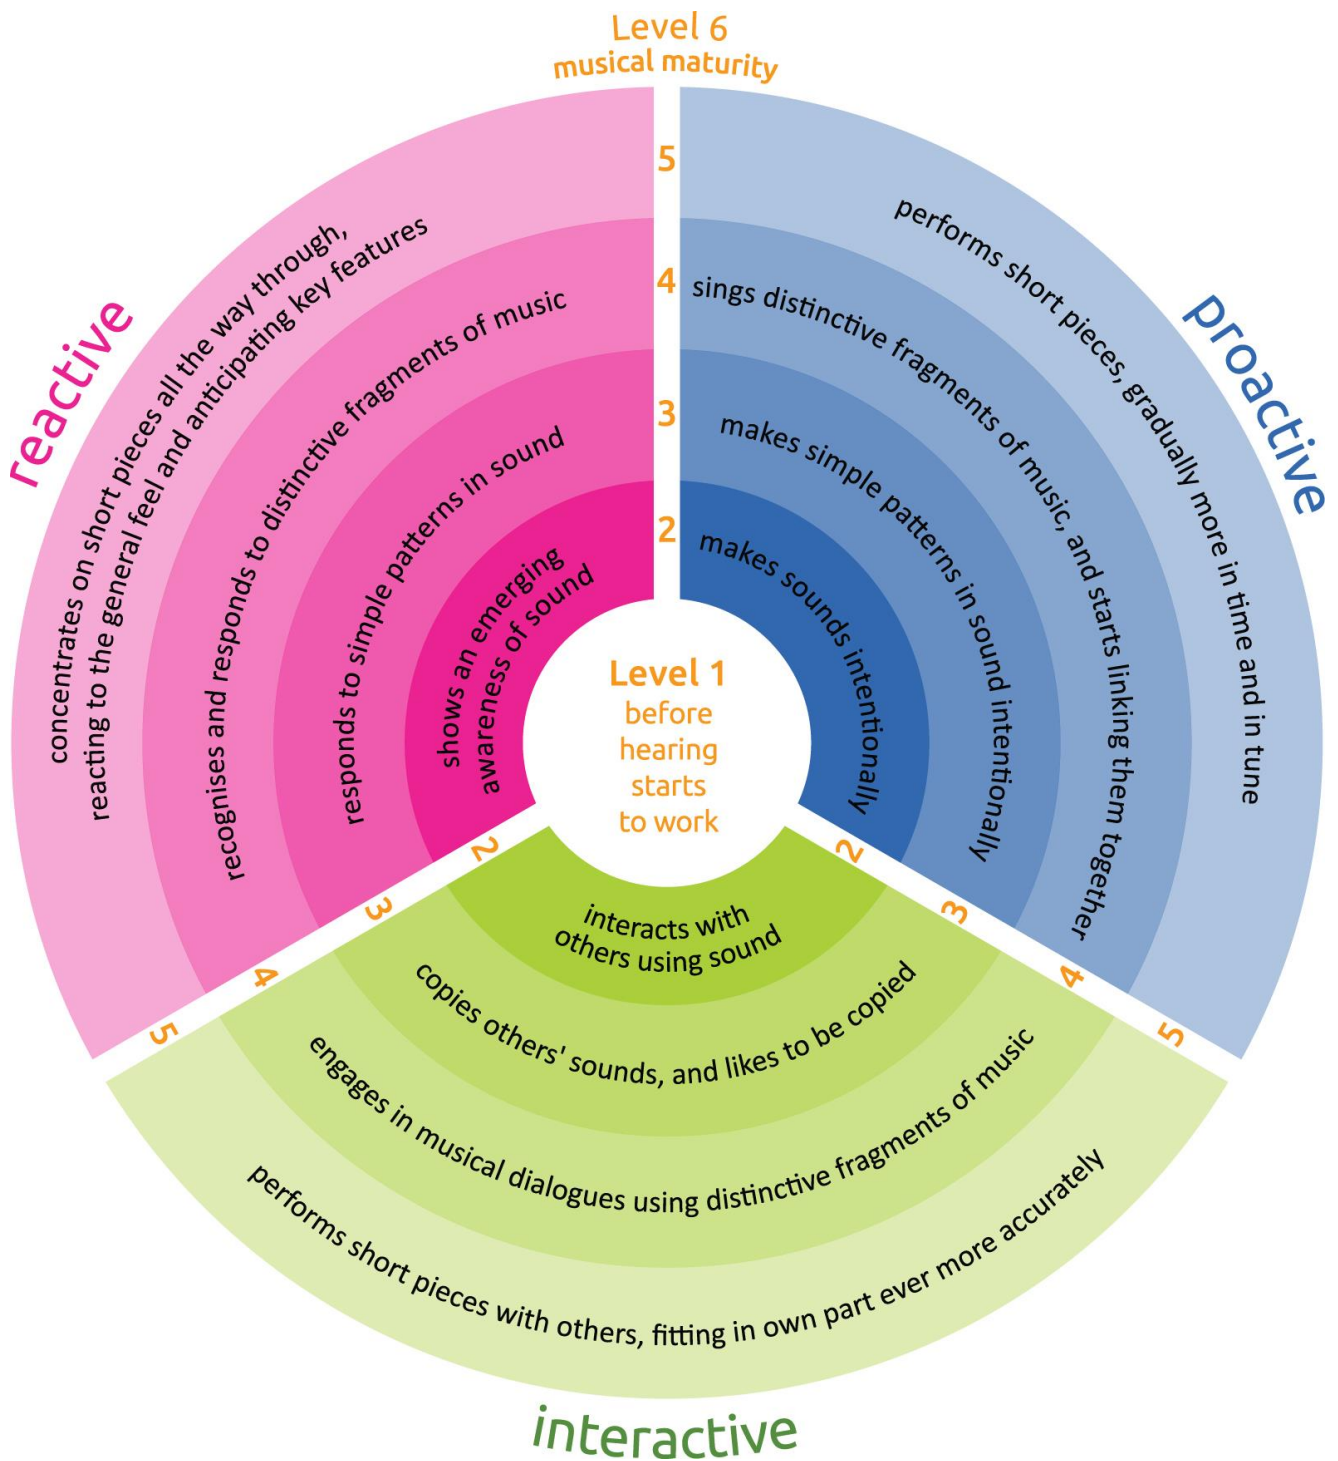 Level 6
musical maturity
reactive
concentrates on short pieces all the way through,
reacting to the general feel and anticipating key features
recognises and responds to distinctive fragments of music
responds to simple patterns in sound
shows an emerging
awareness of sound
5
4
3
2
proactive
performs short pieces, gradually more in time and in tune
sings distinctive fragments of music, and starts linking them together
makes simple patterns in sound intentionally
makes sounds intentionally
Level 1
before
hearing
starts
to work
2
3
4
5
2
3
4
5
interacts with
others using sound
copies others' sounds, and likes to be copied
engages in musical dialogues using distinctive fragments of music
performs short pieces with others, fitting in own part ever more accurately
interactive